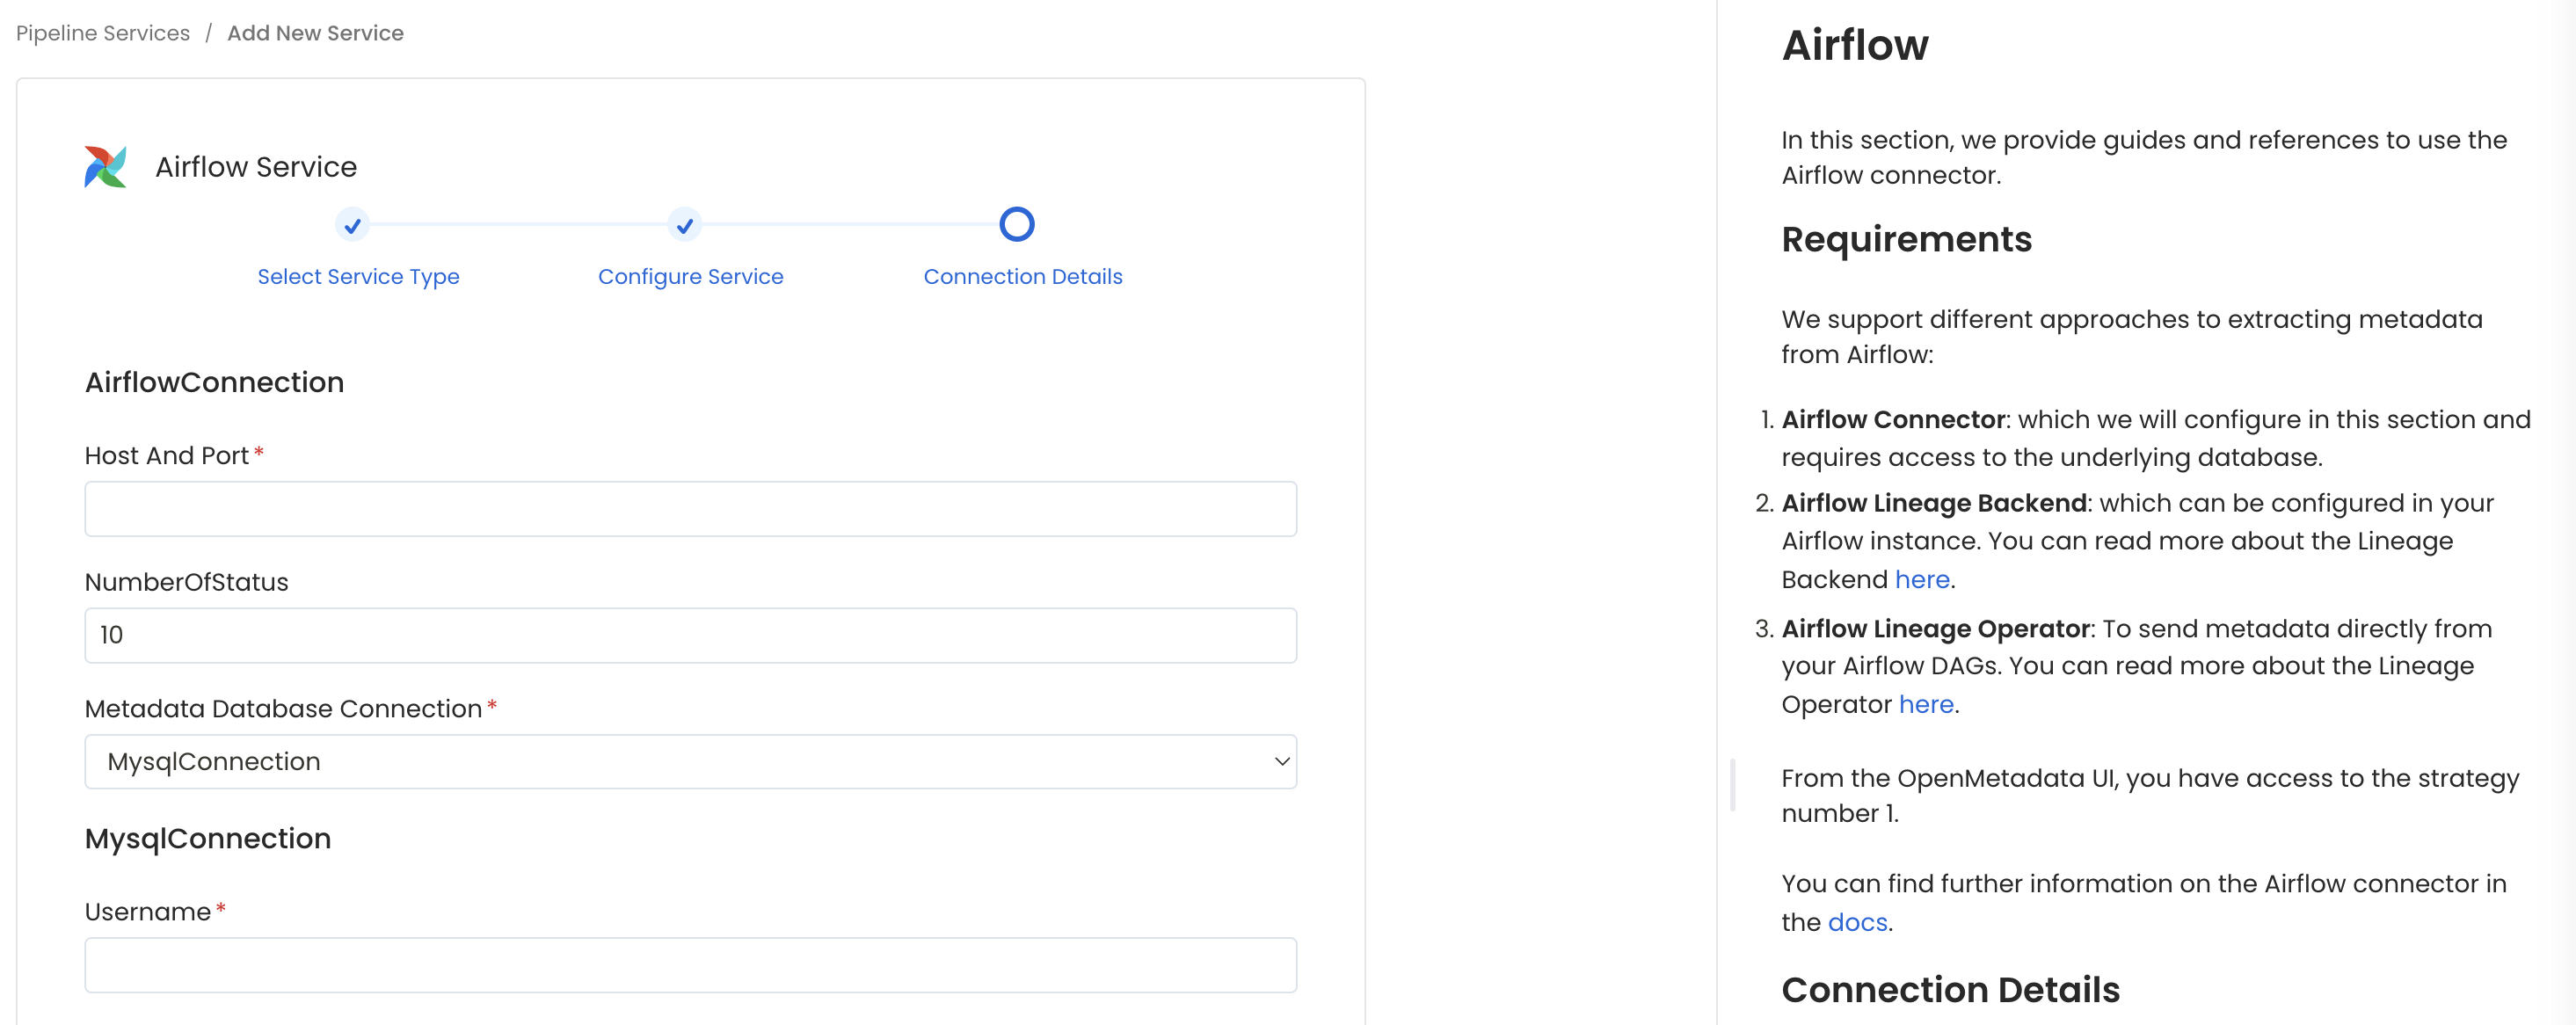 Pipeline Services / Add New Service
Airflow Service
Select Service Type
Configure Service
Connection Details
AirflowConnection
Host And Port*
NumberOfStatus
10
Metadata Database Connection*
MysqlConnection
MysqlConnection
Username*
Airflow
In this section, we provide guides and references to use the
Airflow connector.
Requirements
We support different approaches to extracting metadata
from Airflow:
1. Airflow Connector: which we will configure in this section and
requires access to the underlying database.
2. Airflow Lineage Backend: which can be configured in your
Airflow instance. You can read more about the Lineage
Backend here.
3. Airflow Lineage Operator: To send metadata directly from
your Airflow DAGs. You can read more about the Lineage
Operator here.
From the OpenMetadata UI, you have access to the strategy
number 1.
You can find further information on the Airflow connector in
the docs.
Connection Details